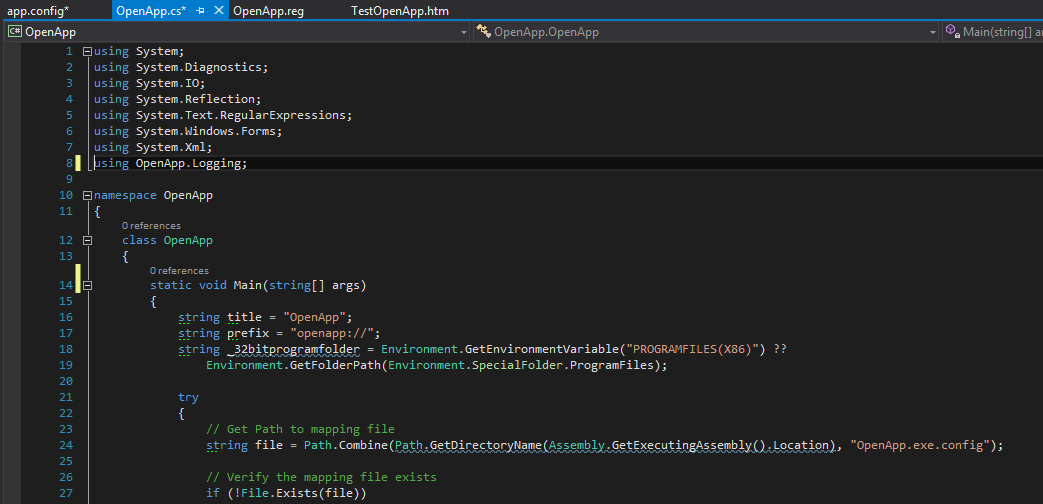 app.config* OpenApp.cs* OpenApp.reg TestOpenApp.htm
C# OpenApp OpenApp.OpenApp Main(string[] ar
1 using System;
2 using System.Diagnostics;
3 using System.IO;
4 using System.Reflection;
5 using System.Text.RegularExpressions;
6 using System.Windows.Forms;
7 using System.Xml;
8 using OpenApp.Logging;
9
10 namespace OpenApp
11 {
0 references
12 class OpenApp
13 {
0 references
14 static void Main(string[] args)
15 {
16 string title = "OpenApp";
17 string prefix = "openapp://";
18 string _32bitprogramfolder = Environment.GetEnvironmentVariable("PROGRAMFILES(X86)") ??
19 Environment.GetFolderPath(Environment.SpecialFolder.ProgramFiles);
20
21 try
22 {
23 // Get Path to mapping file
24 string file = Path.Combine(Path.GetDirectoryName(Assembly.GetExecutingAssembly().Location), "OpenApp.exe.config");
25
26 // Verify the mapping file exists
27 if (!File.Exists(file))